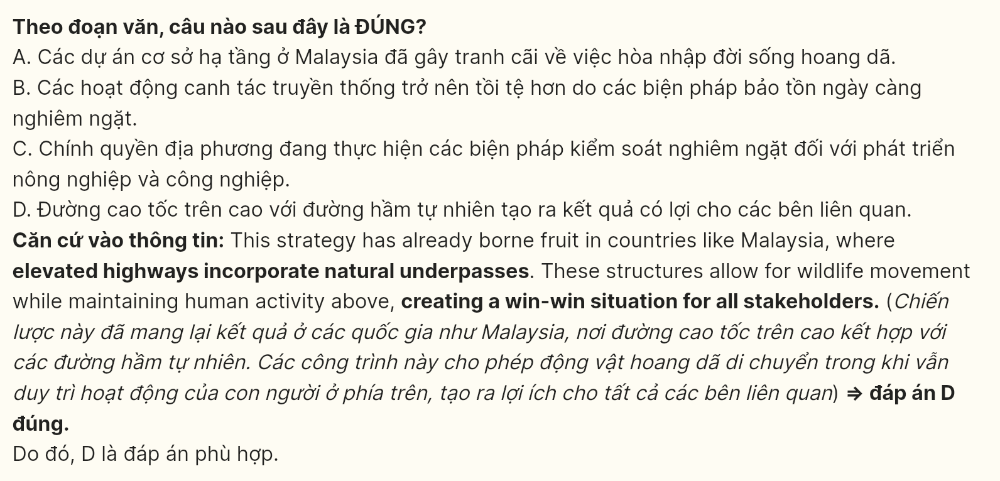 Theo đoạn văn, câu nào sau đây là ĐÚNG?
A. Các dự án cơ sở hạ tầng ở Malaysia đã gây tranh cãi về việc hòa nhập đời sống hoang dã.
B. Các hoạt động canh tác truyền thống trở nên tồi tệ hơn do các biện pháp bảo tồn ngày càng
nghiêm ngặt.
C. Chính quyền địa phương đang thực hiện các biện pháp kiểm soát nghiêm ngặt đối với phát triển
nông nghiệp và công nghiệp.
D. Đường cao tốc trên cao với đường hầm tự nhiên tạo ra kết quả có lợi cho các bên liên quan.
Căn cứ vào thông tin: This strategy has already borne fruit in countries like Malaysia, where
elevated highways incorporate natural underpasses. These structures allow for wildlife movement
while maintaining human activity above, creating a win-win situation for all stakeholders. (Chiến
lược này đã mang lại kết quả ở các quốc gia như Malaysia, nơi đường cao tốc trên cao kết hợp với
các đường hầm tự nhiên. Các công trình này cho phép động vật hoang dã di chuyển trong khi vẫn
duy trì hoạt động của con người ở phía trên, tạo ra lợi ích cho tất cả các bên liên quan) ⇒ đáp án D
đúng.
Do đó, D là đáp án phù hợp.